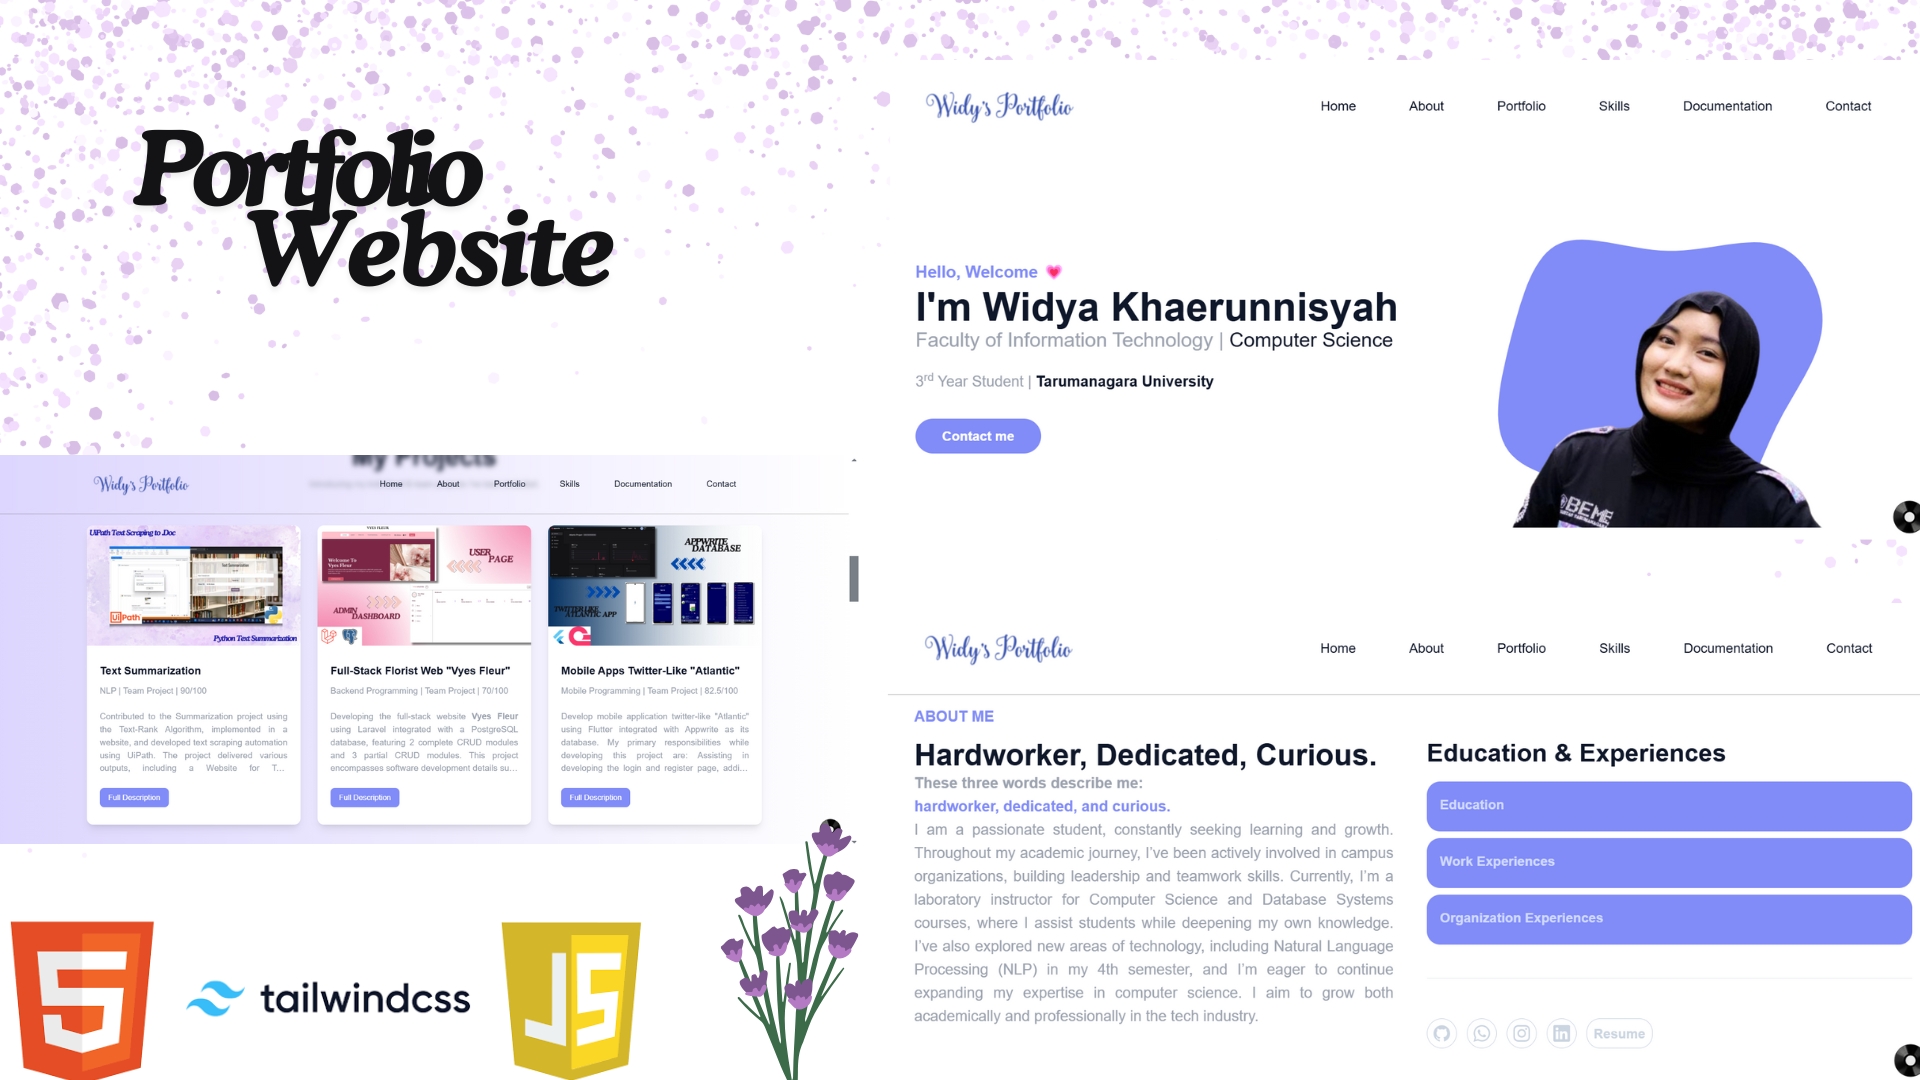 Portfolio
Website
Widy's Portfolio
Home
About
Portfolio
Skills
Documentation
Contact
Hello, Welcome
I'm Widya Khaerunnisyah
Faculty of Information Technology | Computer Science
3rd Year Student | Tarumanagara University
Contact me
BEME
My Projects
Widy's Portfolio
Home
About
Portfolio
Skills
Documentation
Contact
UiPath Text Scraping to .Doc
UiPath
Python Text Summarization
Text Summarization
NLP | Team Project | 90/100
Contributed to the Summarization project using
the Text-Rank Algorithm, implemented in a
website, and developed text scraping automation
using UiPath. The project delivered various
outputs, including a Website for T...
Full Description
VYES FLEUR
Welcome To
Vyes Fleur
USER
PAGE
ADMIN
DASHBOARD
Full-Stack Florist Web "Vyes Fleur"
Backend Programming | Team Project | 70/100
Developing the full-stack website Vyes Fleur
using Laravel integrated with a PostgreSQL
database, featuring 2 complete CRUD modules
and 3 partial CRUD modules. This project
encompasses software development details su...
Full Description
APPWRITE
DATABASE
TWITTER-LIKE
ATLANTIC APP
Mobile Apps Twitter-Like "Atlantic"
Mobile Programming | Team Project | 82.5/100
Develop mobile application twitter-like "Atlantic"
using Flutter integrated with Appwrite as its
database. My primary responsibilities while
developing this project are: Assisting in
developing the login and register page, addi...
Full Description
5
tailwindcss
JS
Widy's Portfolio
Home
About
Portfolio
Skills
Documentation
Contact
ABOUT ME
Hardworker, Dedicated, Curious.
These three words describe me:
hardworker, dedicated, and curious.
I am a passionate student, constantly seeking learning and growth.
Throughout my academic journey, I've been actively involved in campus
organizations, building leadership and teamwork skills. Currently, I'm a
laboratory instructor for Computer Science and Database Systems
courses, where I assist students while deepening my own knowledge.
I've also explored new areas of technology, including Natural Language
Processing (NLP) in my 4th semester, and I'm eager to continue
expanding my expertise in computer science. I aim to grow both
academically and professionally in the tech industry.
Education & Experiences
Education
Work Experiences
Organization Experiences
Resume